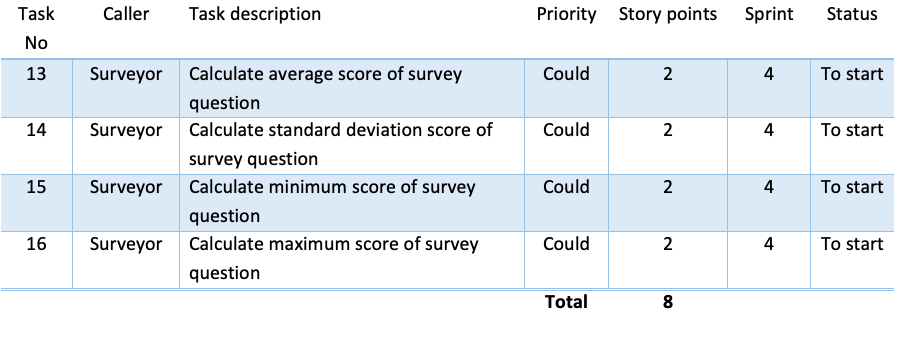 Task No Caller Task description Priority Story points Sprint Status
13 Surveyor Calculate average score of survey question Could 2 4 To start
14 Surveyor Calculate standard deviation score of survey question Could 2 4 To start
15 Surveyor Calculate minimum score of survey question Could 2 4 To start
16 Surveyor Calculate maximum score of survey question Could 2 4 To start
Total 8